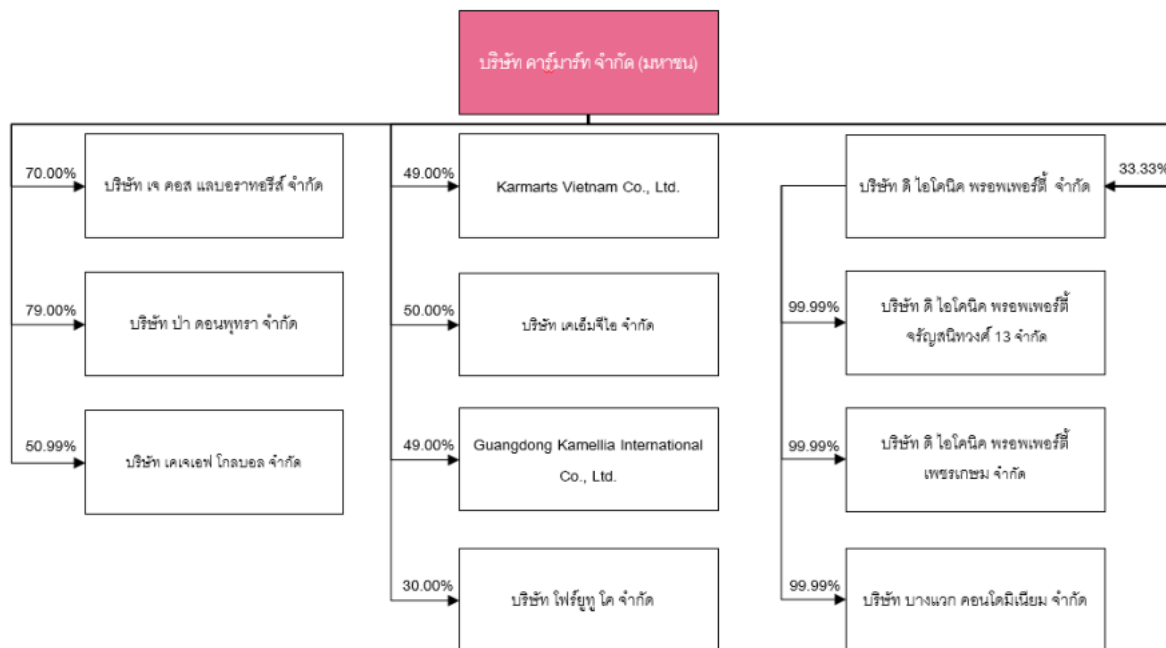 บริษัท คาร์มาร์ท จำกัด (มหาชน)
70.00%
บริษัท เจ คอส แลบอราทอรีส์ จำกัด
49.00%
Karmarts Vietnam Co., Ltd.
บริษัท ดิ ไอโคนิค พรอพเพอร์ตี้ จำกัด
33.33%
79.00%
บริษัท ป่า ดอนพุทรา จำกัด
50.00%
บริษัท เคเอ็มจีไอ จำกัด
99.99%
บริษัท ดิ ไอโคนิค พรอพเพอร์ตี้
จรัญสนิทวงศ์ 13 จำกัด
50.99%
บริษัท เคเจเอฟ โกลบอล จำกัด
49.00%
Guangdong Kamellia International
Co., Ltd.
99.99%
บริษัท ดิ ไอโคนิค พรอพเพอร์ตี้
เพชรเกษม จำกัด
30.00%
บริษัท โฟร์ยูทู โค จำกัด
99.99%
บริษัท บางแวก คอนโดมิเนียม จำกัด